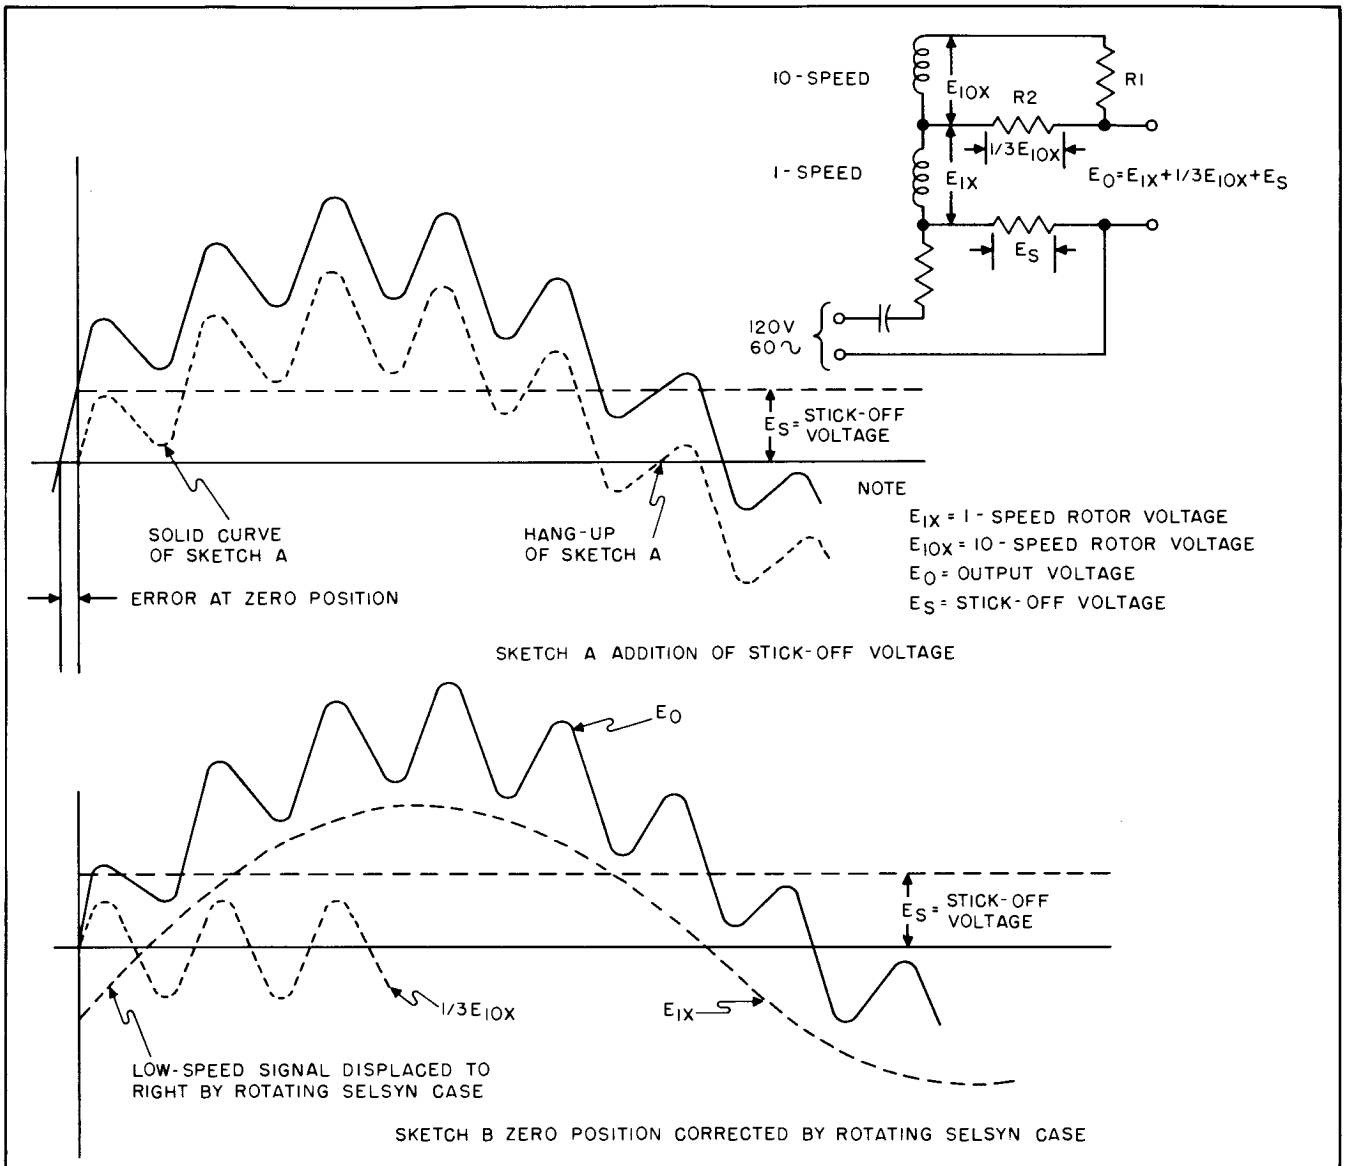 10-SPEED
E10X
R2
R1
1/3E10X
1-SPEED
E1X
EO=E1X+1/3E10X+ES
ES
120V
60∿
ES= STICK-OFF
VOLTAGE
NOTE
SOLID CURVE
OF SKETCH A
HANG-UP
OF SKETCH A
E1X = 1-SPEED ROTOR VOLTAGE
E10X = 10-SPEED ROTOR VOLTAGE
EO = OUTPUT VOLTAGE
ES = STICK-OFF VOLTAGE
ERROR AT ZERO POSITION
SKETCH A ADDITION OF STICK-OFF VOLTAGE
EO
ES= STICK-OFF
VOLTAGE
1/3E10X
E1X
LOW-SPEED SIGNAL DISPLACED TO
RIGHT BY ROTATING SELSYN CASE
SKETCH B ZERO POSITION CORRECTED BY ROTATING SELSYN CASE